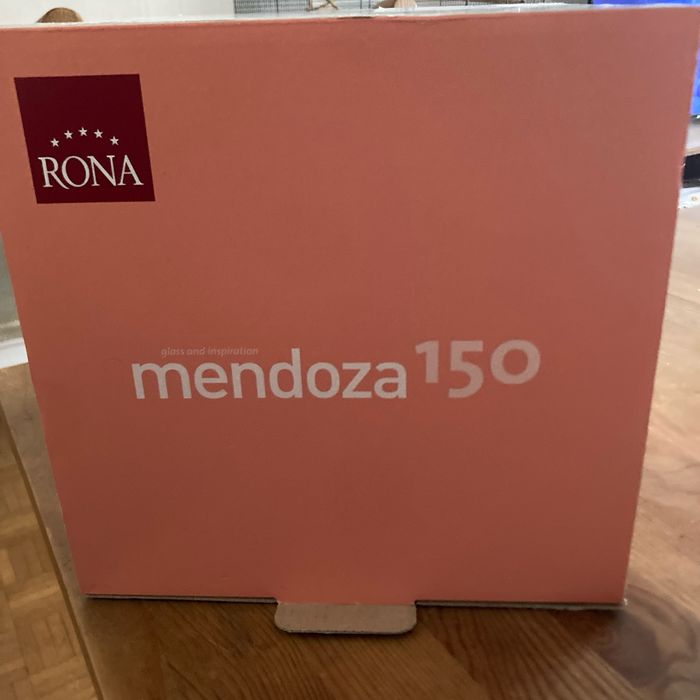 RONA
glass and inspiration
mendoza 150